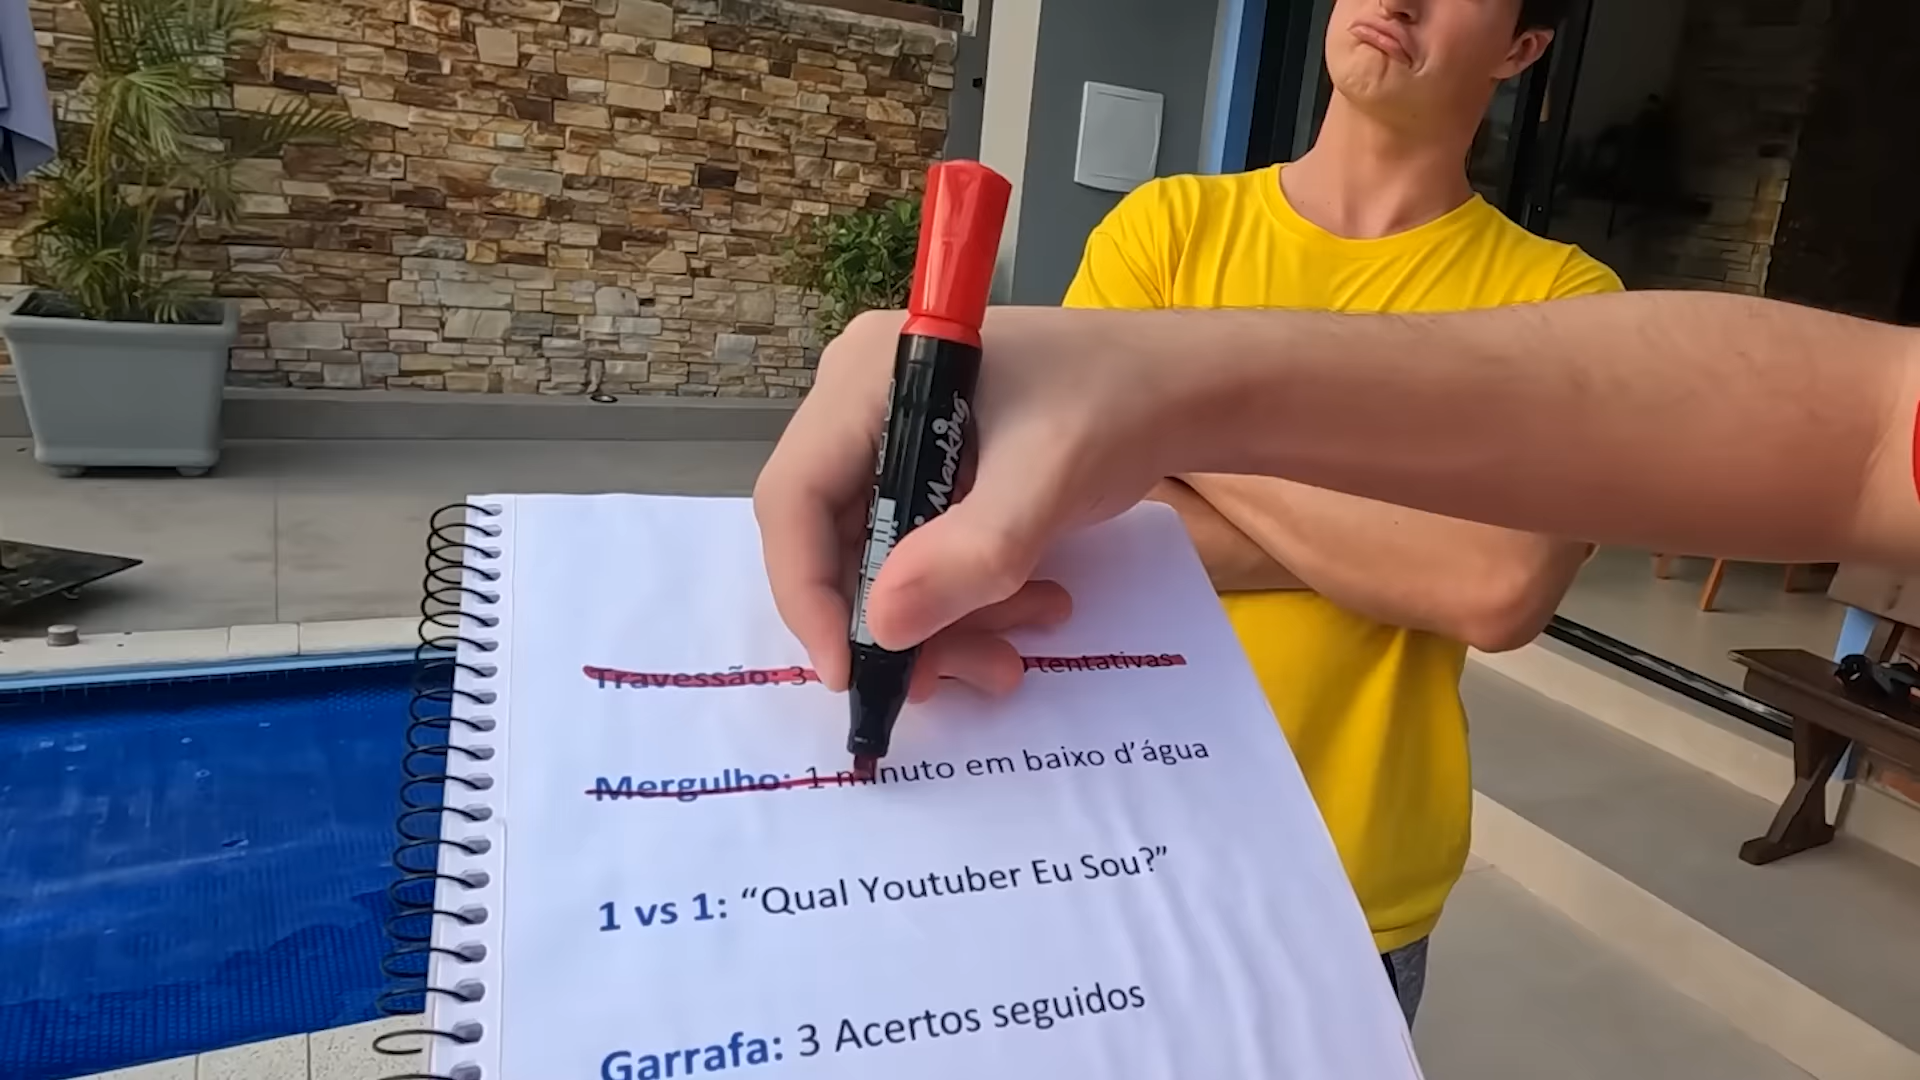 Marking
Travessão: 3 tentativas
Mergulho: 1 minuto em baixo d'água
1 vs 1: “Qual Youtuber Eu Sou?”
Garrafa: 3 Acertos seguidos